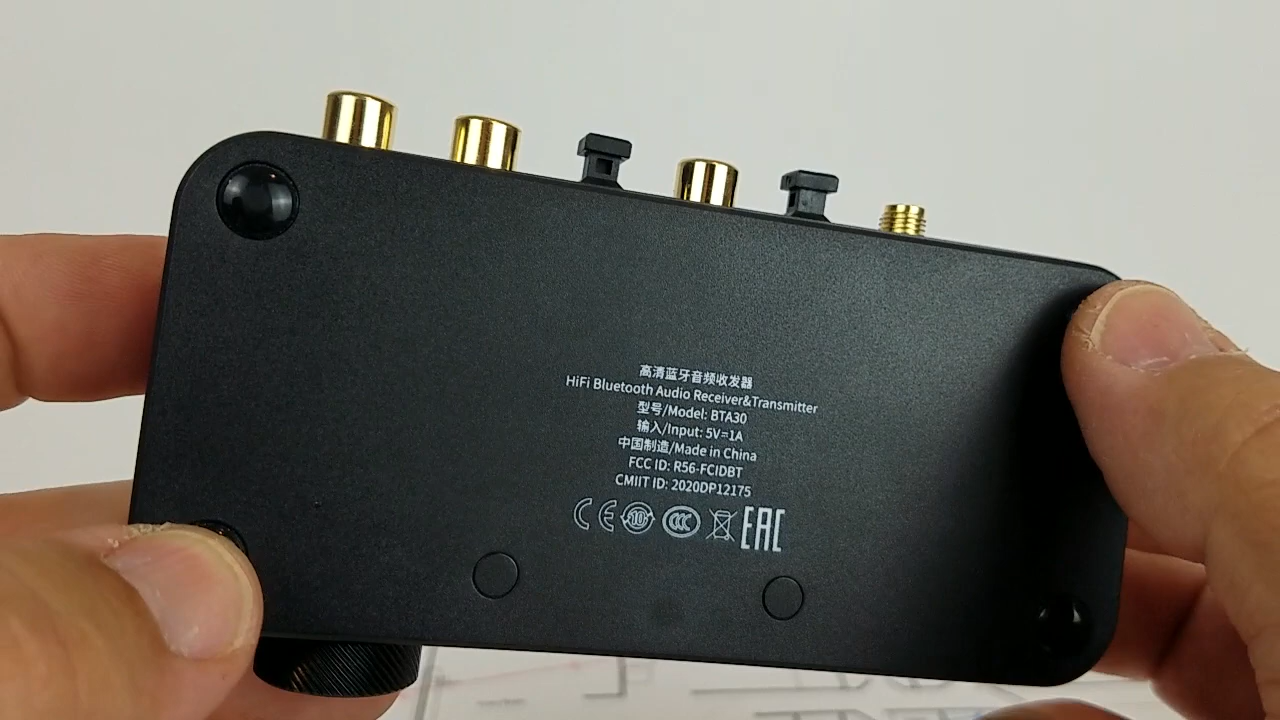 高清蓝牙音频收发器
HiFi Bluetooth Audio Receiver&Transmitter
型号/Model: BTA30
输入/Input: 5V=1A
中国制造/Made in China
FCC ID: R56-FCIDBT
CMIIT ID: 2020DP12175
CE 10 CCC EAC